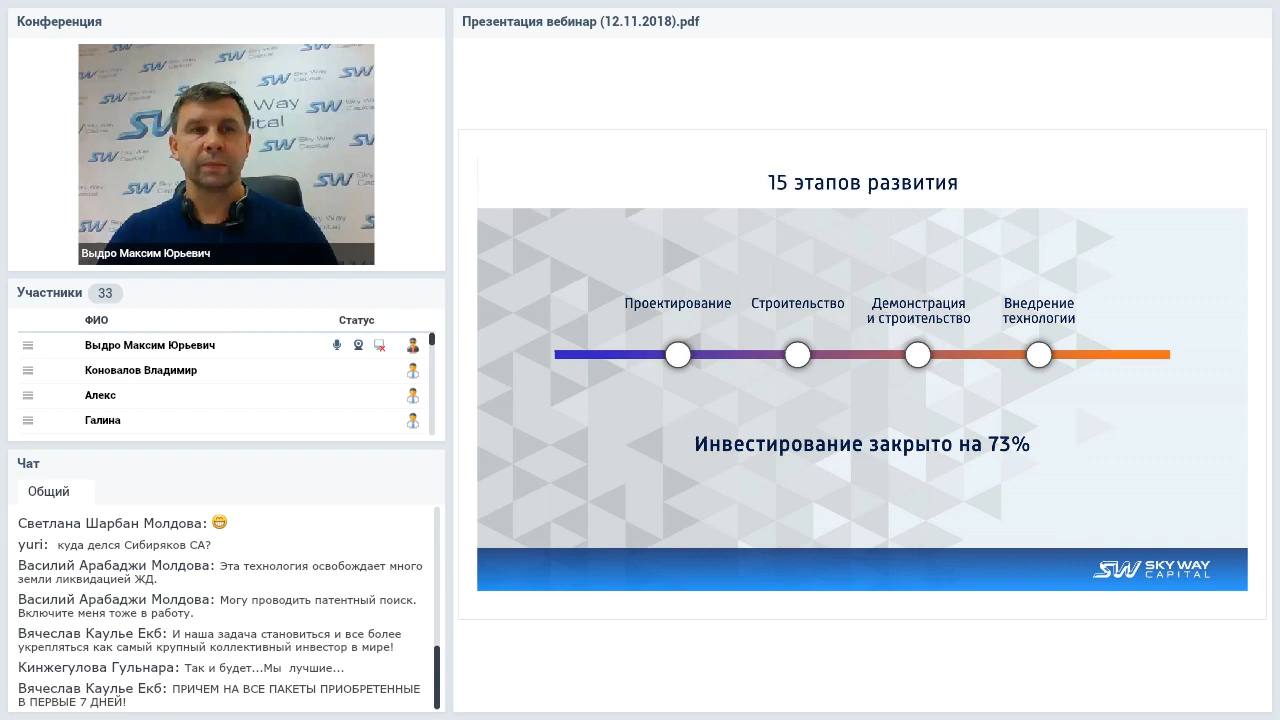 Конференция
SW
Sky Way
Capital
Выдро Максим Юрьевич
Участники 33
ФИО Статус
Выдро Максим Юрьевич
Коновалов Владимир
Алекс
Галина
Чат
Общий
Светлана Шарбан Молдова:
yuri: куда делся Сибиряков СА?
Василий Арабаджи Молдова: Эта технология освобождает много
земли ликвидацией ЖД.
Василий Арабаджи Молдова: Могу проводить патентный поиск.
Включите меня тоже в работу.
Вячеслав Каулье Екб: И наша задача становиться и все более
укрепляться как самый крупный коллективный инвестор в мире!
Кинжегулова Гульнара: Так и будет...Мы лучшие...
Вячеслав Каулье Екб: ПРИЧЕМ НА ВСЕ ПАКЕТЫ ПРИОБРЕТЕННЫЕ
В ПЕРВЫЕ 7 ДНЕЙ!
Презентация вебинар (12.11.2018).pdf
15 этапов развития
Проектирование
Строительство
Демонстрация
и строительство
Внедрение
технологии
Инвестирование закрыто на 73%
SW SKY WAY
CAPITAL